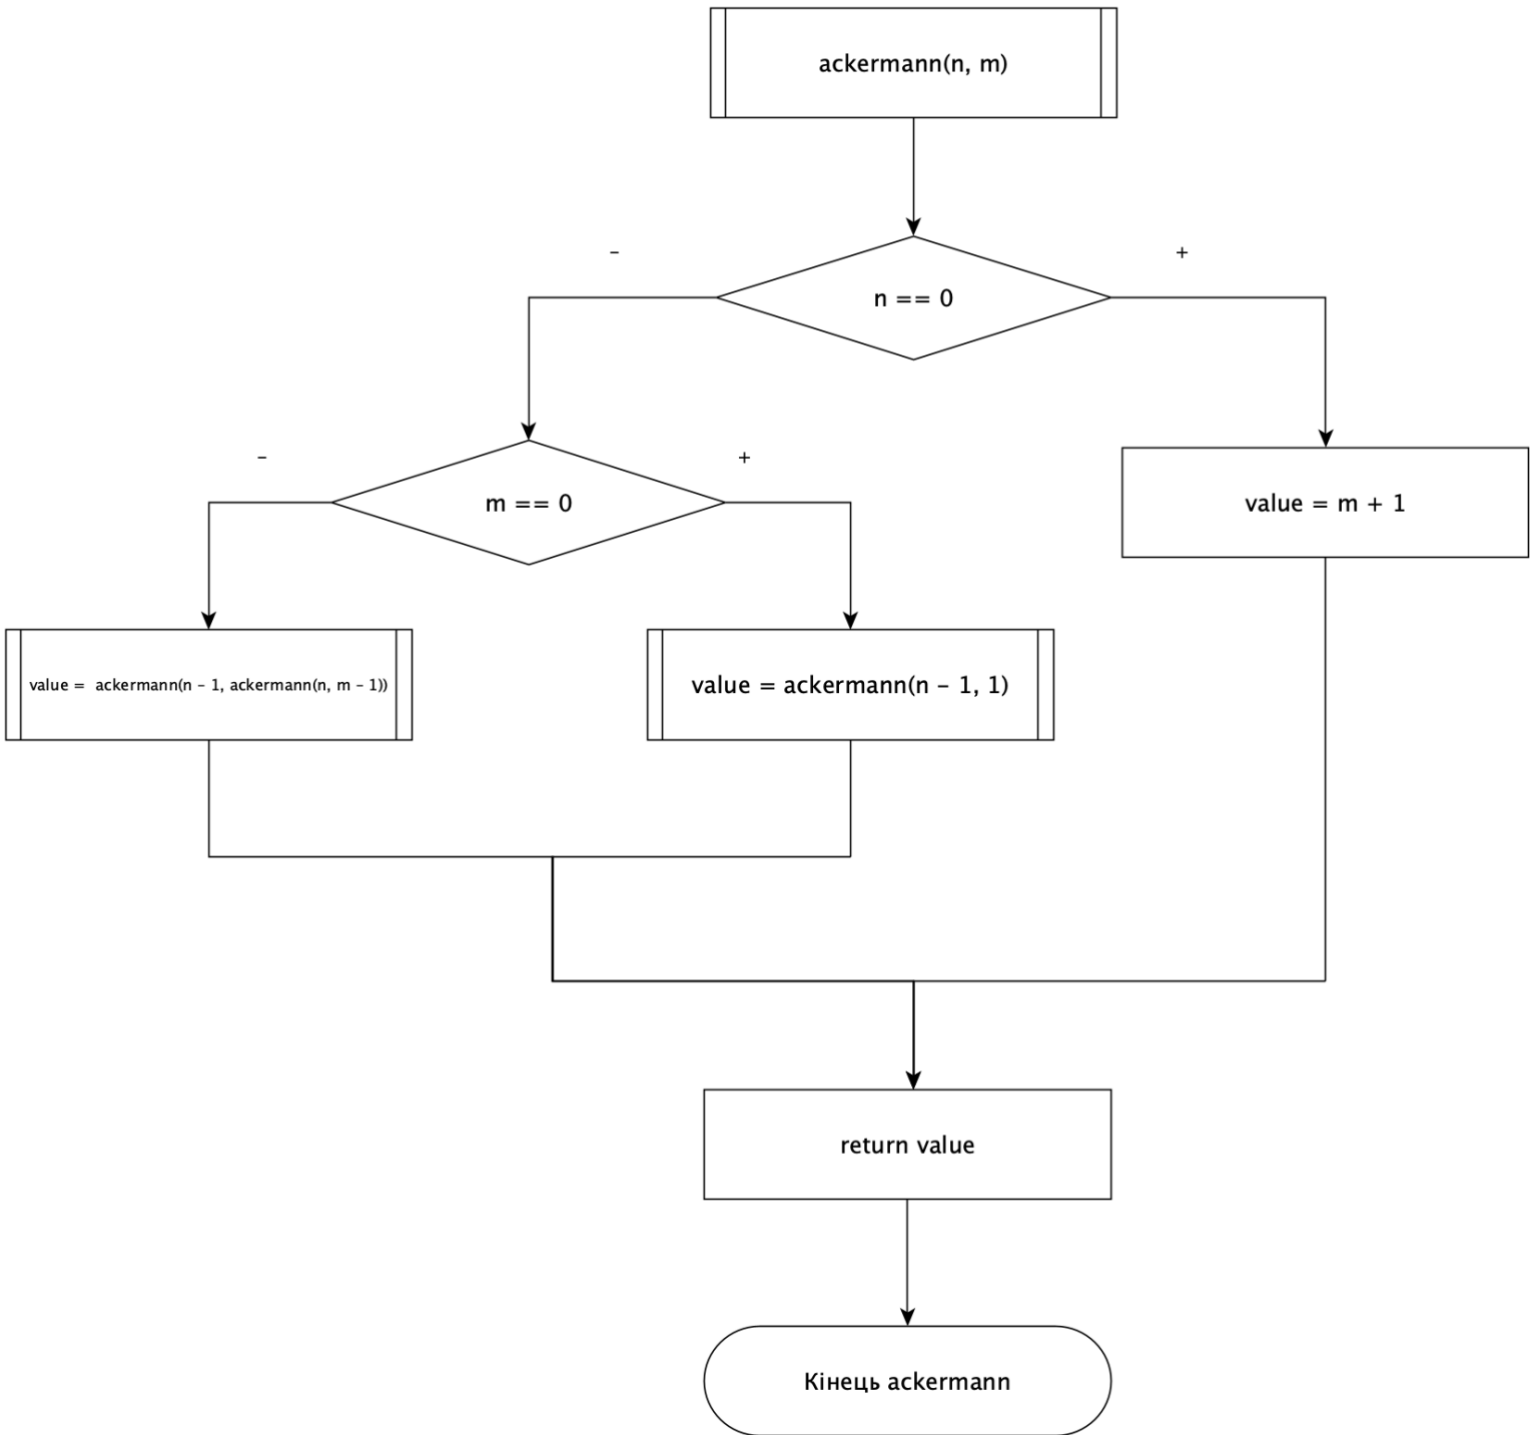 ackermann(n, m)
–
+
n == 0
–
+
m == 0
value = m + 1
value =  ackermann(n – 1, ackermann(n, m – 1))
value = ackermann(n – 1, 1)
return value
Кінець ackermann